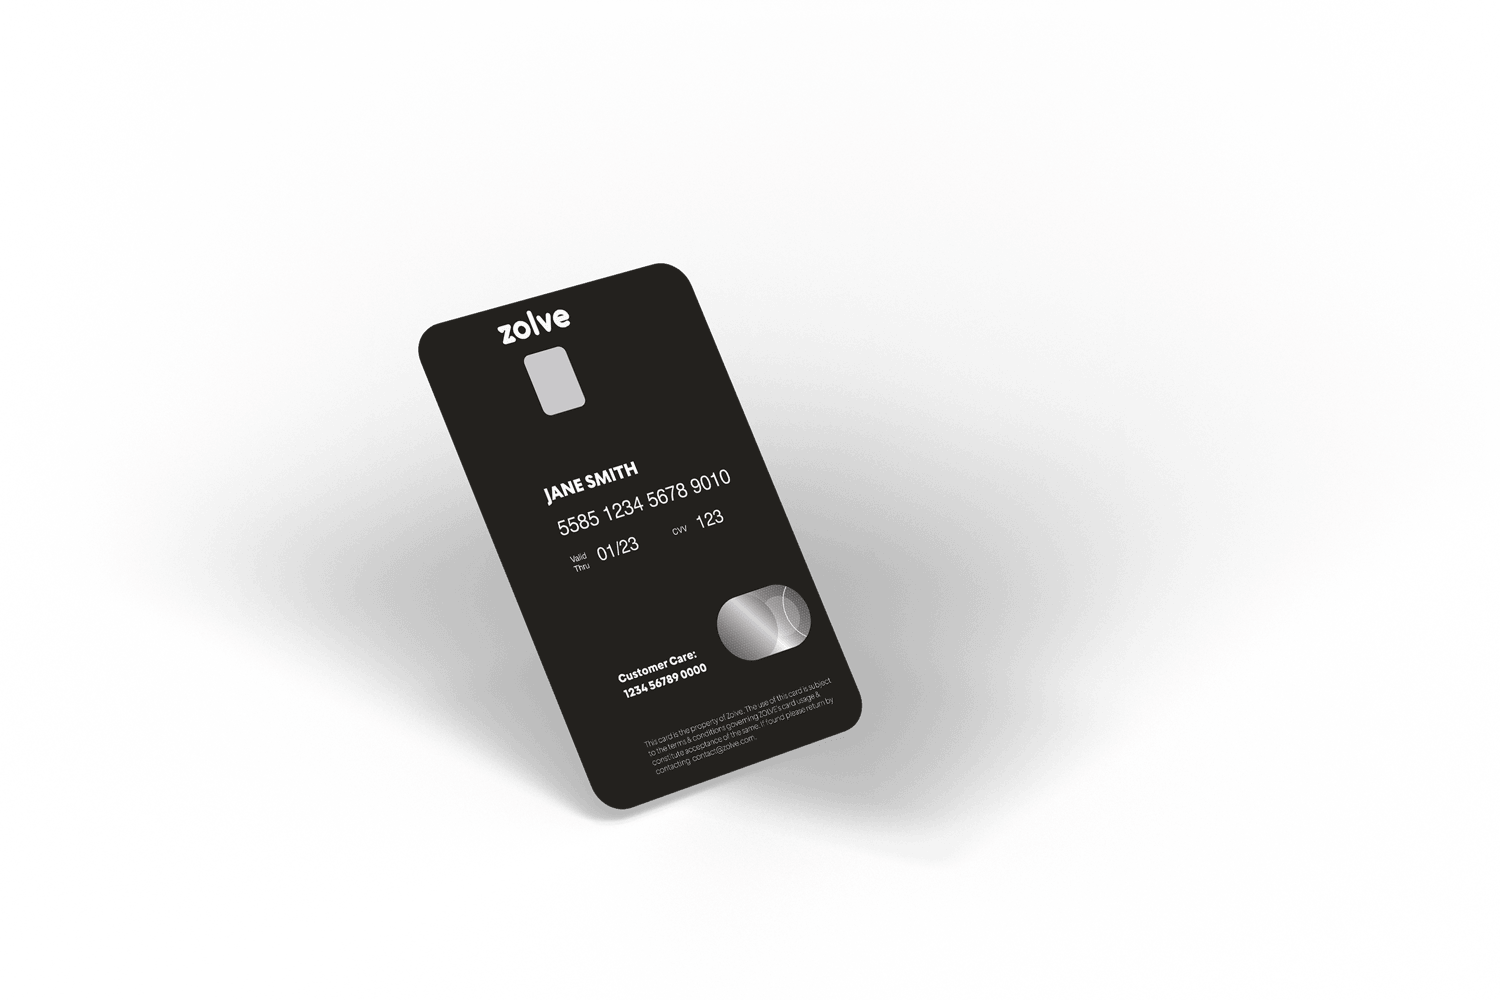 zolve
JANE SMITH
5585 1234 5678 9010
Valid
Thru
01/23
CVV
123
Customer Care:
1234 56789 0000
This card is the property of Zolve. The use of this card is subject
to the terms & conditions governing ZOLVE's card usage &
constitute acceptance of the same. If found please return by
contacting contact@zolve.com.